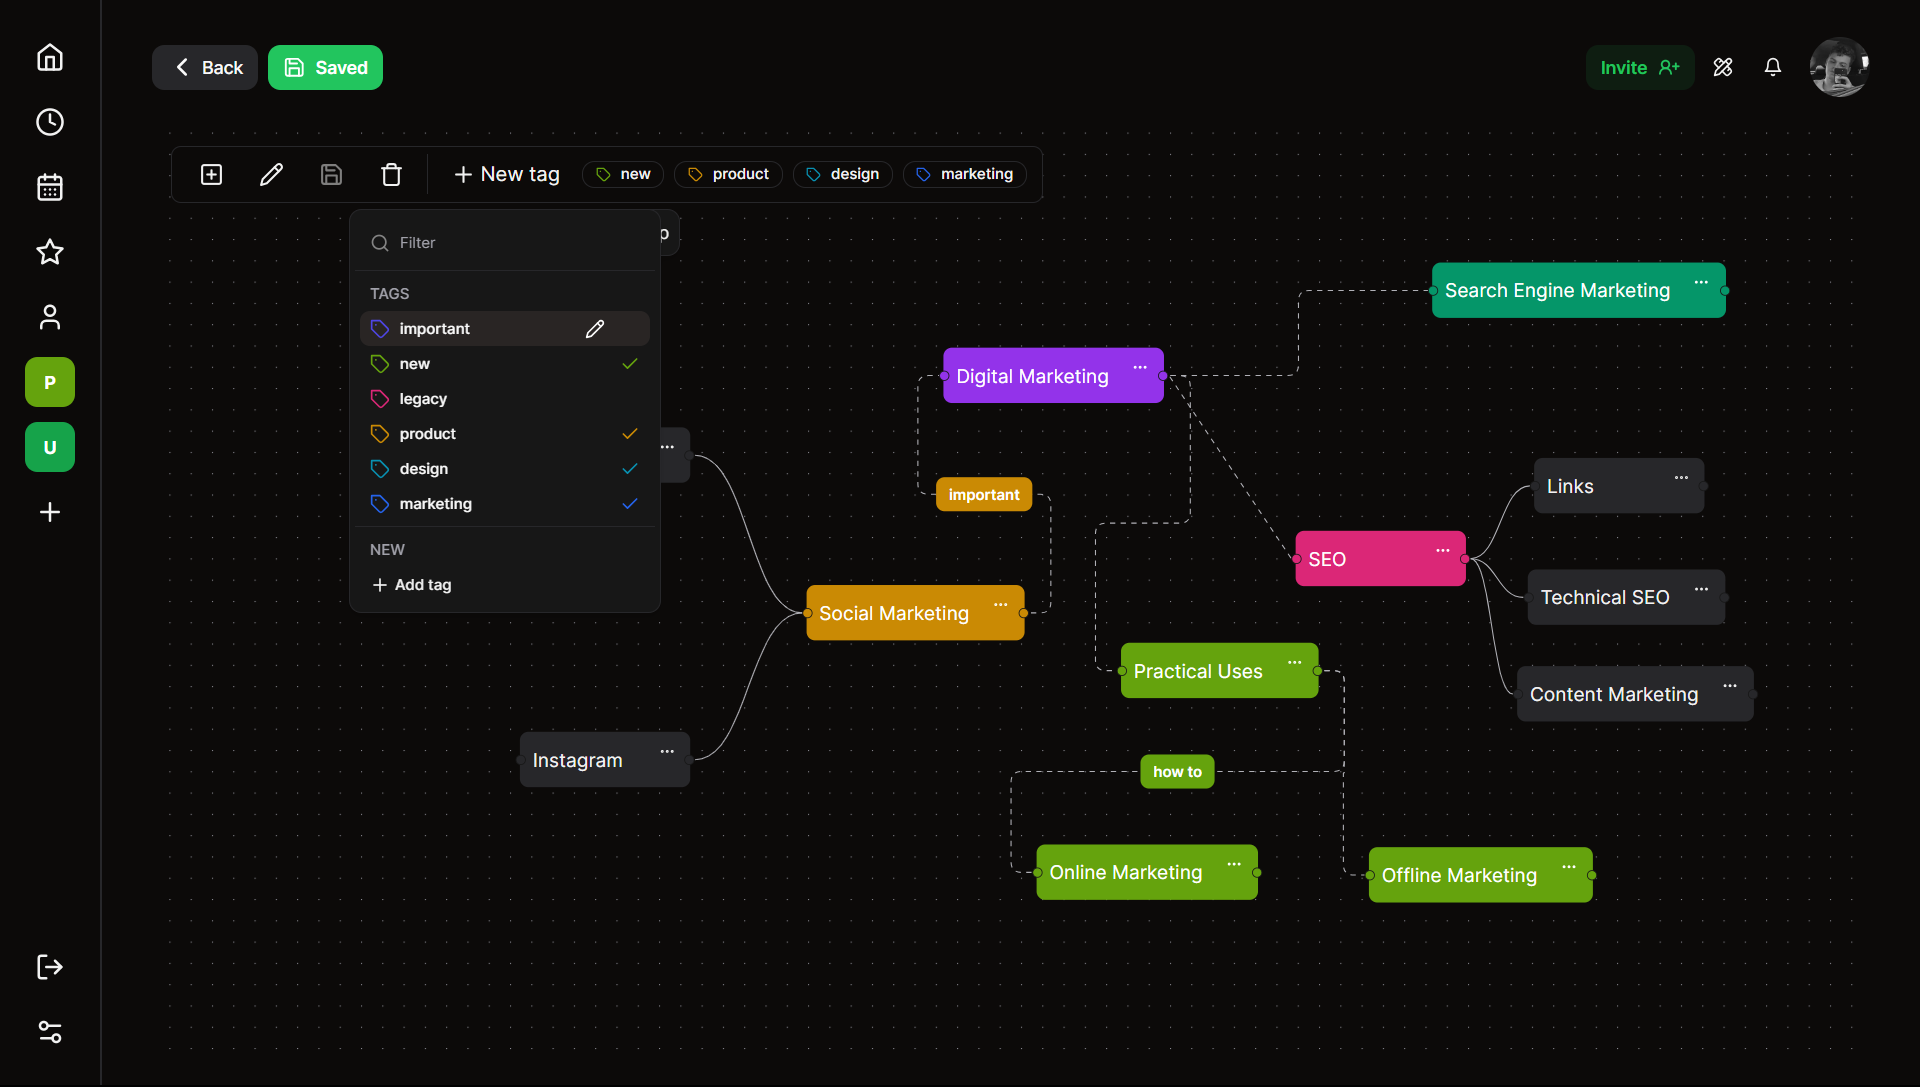 Back
Saved
Invite
New tag
new
product
design
marketing
Filter
p
TAGS
important
new
legacy
product
design
marketing
NEW
Add tag
P
U
Search Engine Marketing
Digital Marketing
important
Links
SEO
Technical SEO
Social Marketing
Practical Uses
Content Marketing
Instagram
how to
Online Marketing
Offline Marketing